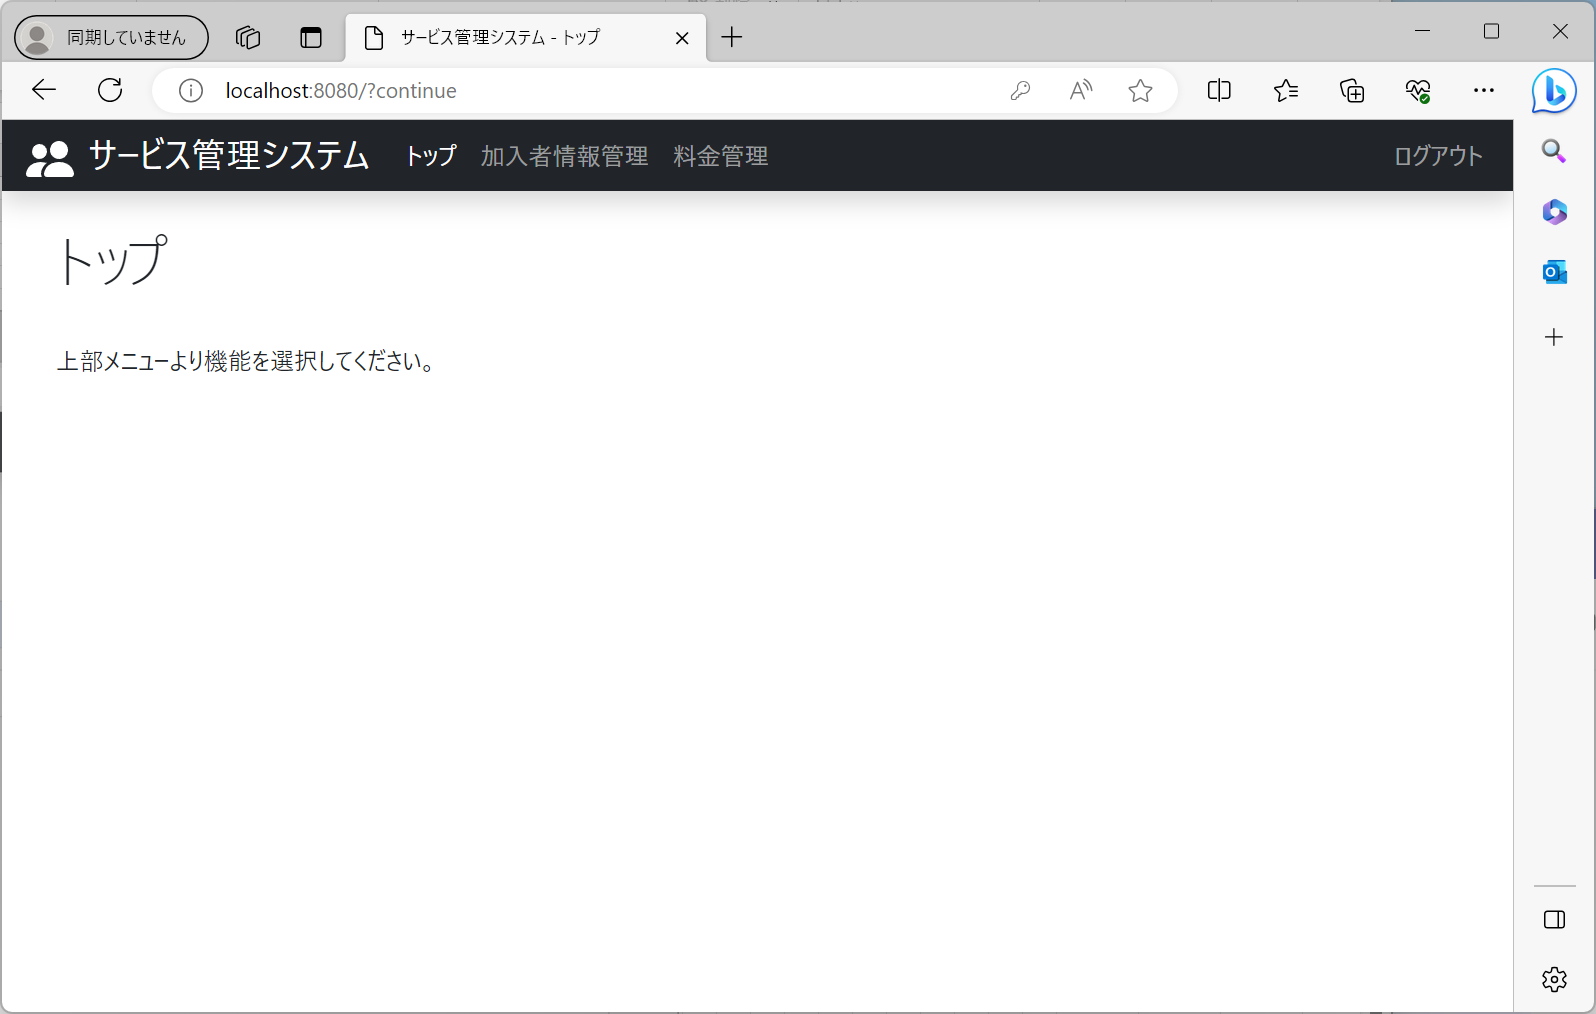 同期していません
サービス管理システム - トップ
localhost:8080/?continue
サービス管理システム トップ 加入者情報管理 料金管理 ログアウト
トップ
上部メニューより機能を選択してください。